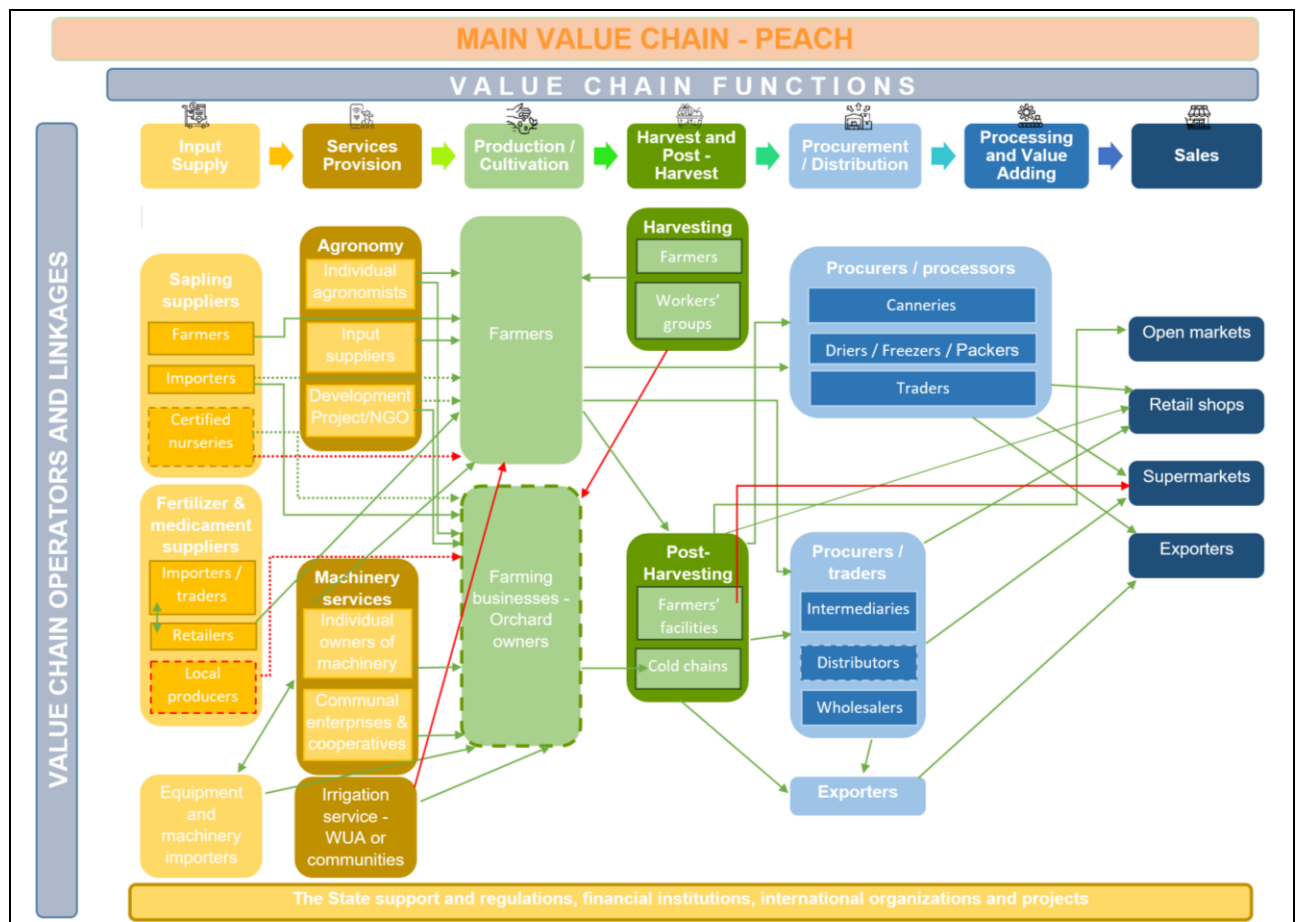 MAIN VALUE CHAIN - PEACH
VALUE CHAIN FUNCTIONS
VALUE CHAIN OPERATORS AND LINKAGES
Input
Supply
Services
Provision
Production /
Cultivation
Harvest and
Post -
Harvest
Procurement
/ Distribution
Processing
and Value
Adding
Sales
Sapling
suppliers
Farmers
Importers
Certified
nurseries
Fertilizer &
medicament
suppliers
Importers /
traders
Retailers
Local
producers
Equipment
and
machinery
importers
Agronomy
Individual
agronomists
Input
suppliers
Development
Project/NGO
Machinery
services
Individual
owners of
machinery
Communal
enterprises &
cooperatives
Irrigation
service -
WUA or
communities
Farmers
Farming
businesses -
Orchard
owners
Harvesting
Farmers
Workers'
groups
Post-
Harvesting
Farmers'
facilities
Cold chains
Procurers / processors
Canneries
Driers / Freezers / Packers
Traders
Procurers /
traders
Intermediaries
Distributors
Wholesalers
Exporters
Open markets
Retail shops
Supermarkets
Exporters
The State support and regulations, financial institutions, international organizations and projects